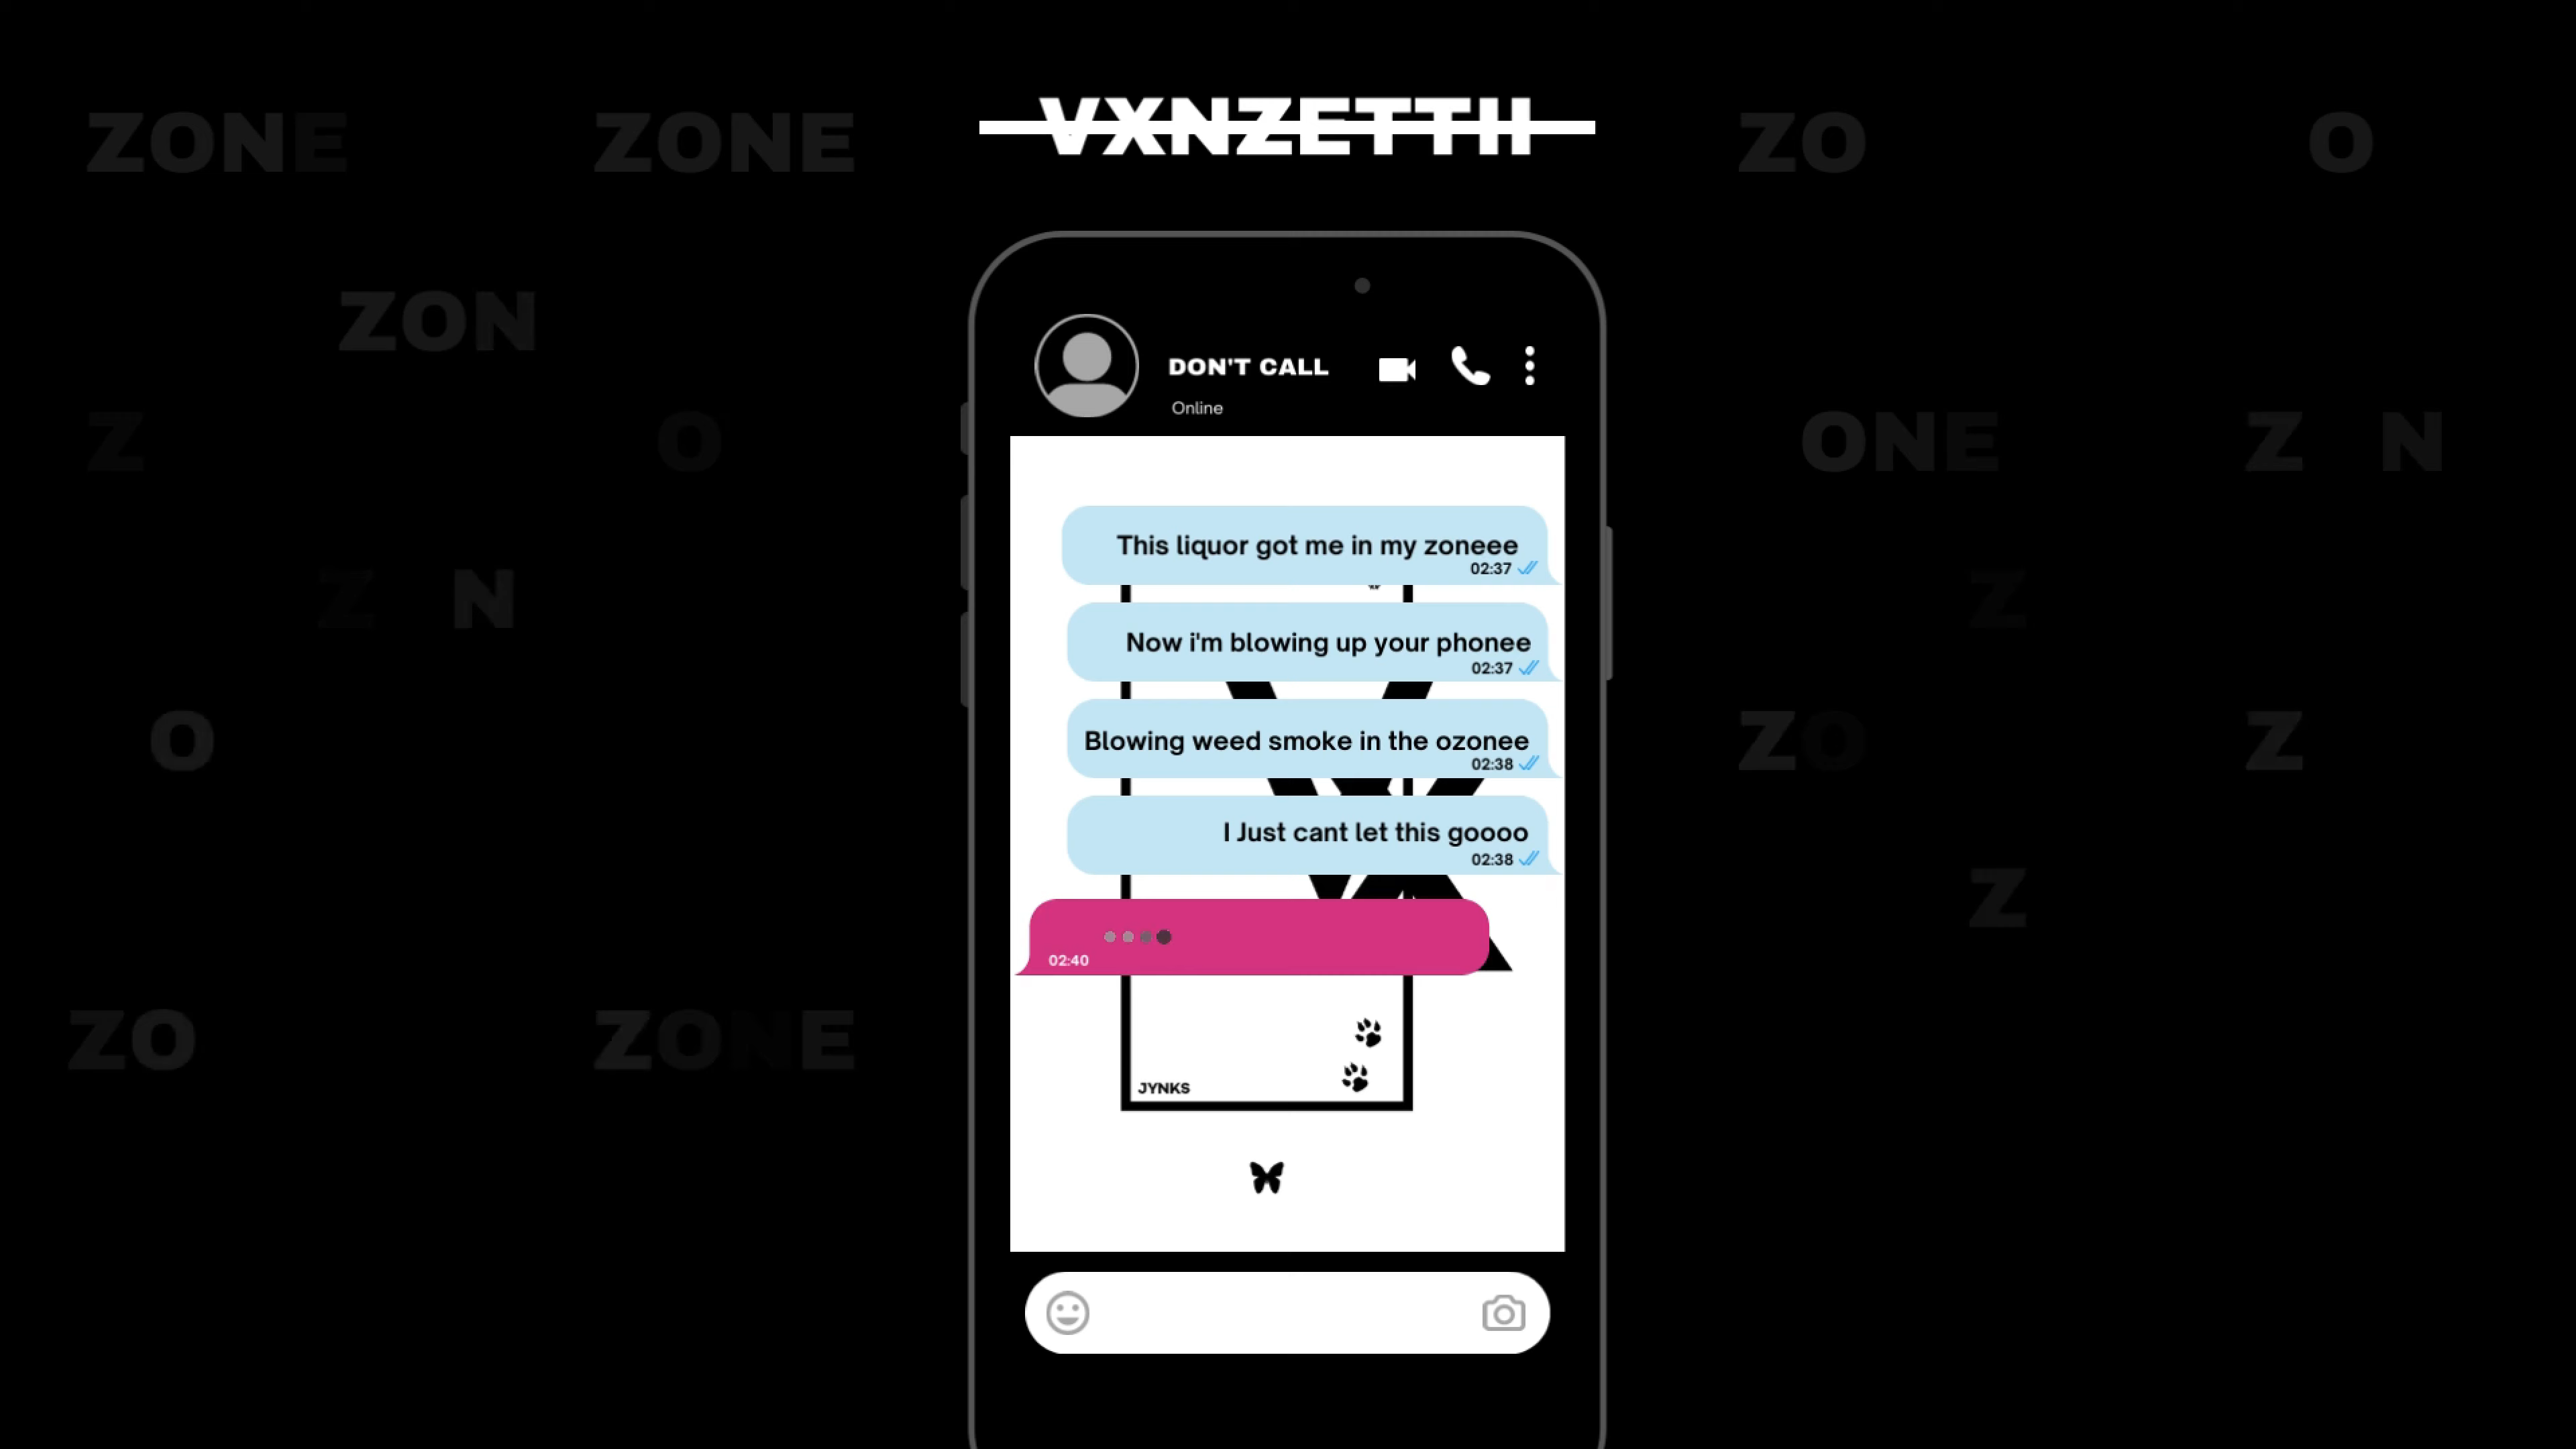 VXNZETTH
ZONE ZONE ZO O
ZON
DON'T CALL
Online
Z O ONE Z N
This liquor got me in my zoneee
02:37
Z N Z
Now i'm blowing up your phonee
02:37
O ZO Z
Blowing weed smoke in the ozonee
02:38
I Just cant let this goooo
02:38
Z
02:40
ZO ZONE
JYNKS